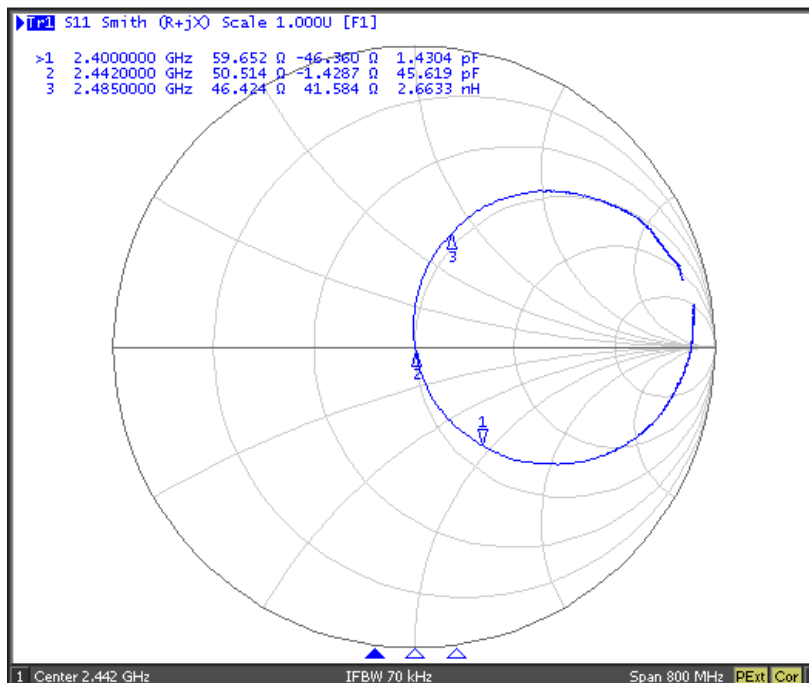 Tr1 S11 Smith (R+jX) Scale 1.000U [F1]
>1 2.4000000 GHz 59.652 Ω -46.360 Ω 1.4304 pF
2 2.4420000 GHz 50.514 Ω -1.4287 Ω 45.619 pF
3 2.4850000 GHz 46.424 Ω 41.584 Ω 2.6633 nH
3
2
1
1 Center 2.442 GHz IFBW 70 kHz Span 800 MHz PExt Cor